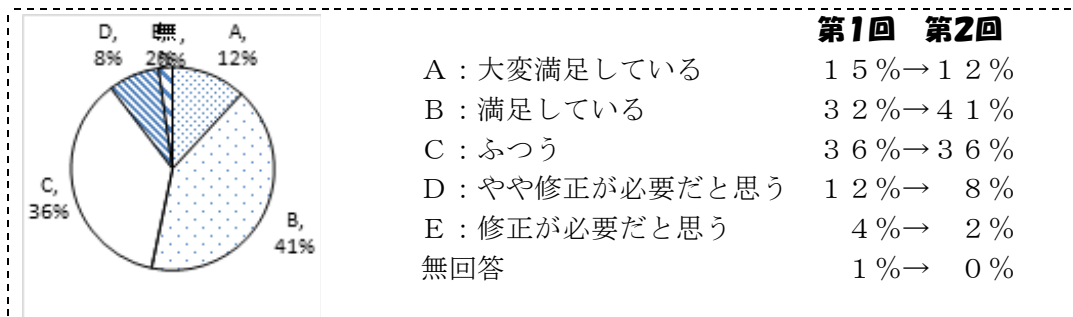 D,
8%
無,
A,
12%
C,
36%
B,
41%
第1回 第2回
A：大変満足している 15％→12％
B：満足している 32％→41％
C：ふつう 36％→36％
D：やや修正が必要だと思う 12％→ 8％
E：修正が必要だと思う 4％→ 2％
無回答 1％→ 0％